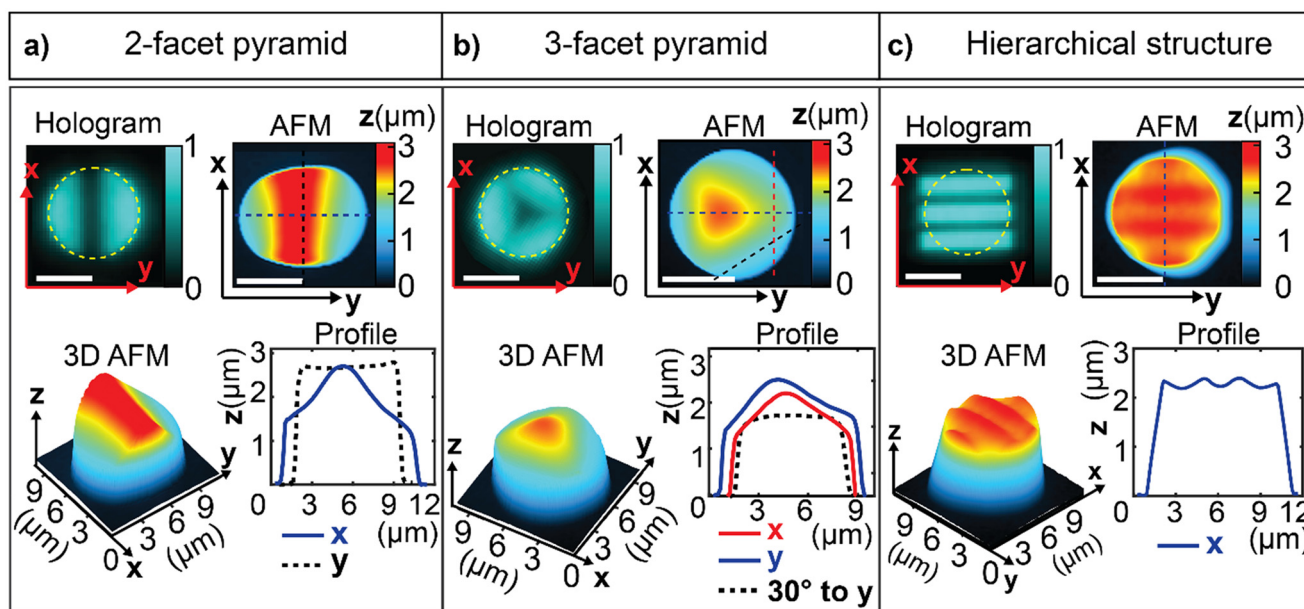 a) 2-facet pyramid
Hologram
1
x
y
0
AFM
z(μm)
3
2
1
0
x
y
3D AFM
z
y
x
9
6
3
0
3
6
9
(μm)
(μm)
Profile
z(μm)
3
2
1
0
3
6
9
12
(μm)
x
y
b) 3-facet pyramid
Hologram
1
x
y
0
AFM
z(μm)
3
2
1
0
x
y
3D AFM
z
y
x
9
6
3
0
3
6
9
(μm)
(μm)
Profile
z(μm)
3
2
1
0
3
6
9
(μm)
x
y
30° to y
c) Hierarchical structure
Hologram
1
x
y
0
AFM
z(μm)
3
2
1
0
x
y
3D AFM
z
x
y
9
6
3
0
3
6
9
(μm)
(μm)
Profile
z (μm)
3
2
1
0
3
6
9
12
(μm)
x